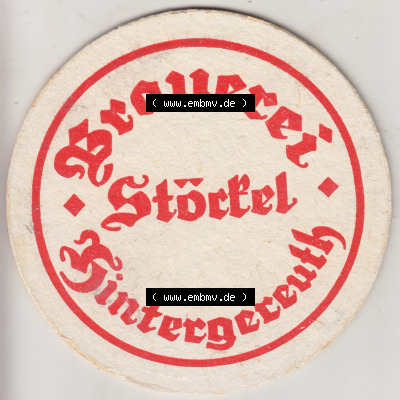 Brauerei
( www.embmv.de )
Stöckel
( www.embmv.de )
Hintergereuth